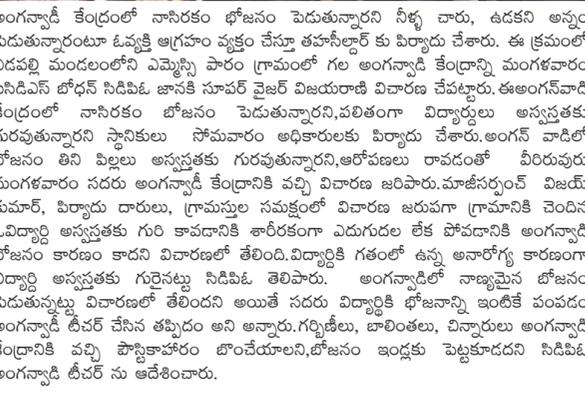 అంగన్వాడీ కేంద్రంలో నాసిరకం భోజనం పెడుతున్నారని నీళ్ళ చారు, ఉడకని అన్నం
పెడుతున్నారంటూ ఓవ్యక్తి ఆగ్రహం వ్యక్తం చేస్తూ తహసీల్దార్ కు పిర్యాదు చేశారు. ఈ క్రమంలో
ఎడపల్లి మండలంలోని ఎమ్మెస్సి పారం గ్రామంలో గల అంగన్వాడి కేంద్రాన్ని మంగళవారం
ఐసిడిఎస్ బోధన్ సిడిపిఓ జానకి సూపర్ వైజర్ విజయరాణి విచారణ చేపట్టారు.ఈఅంగన్‌వాడి
కేంద్రంలో నాసిరకం బోజనం పెడుతున్నారని,పలితంగా విద్యార్దులు అస్వస్తతకు
గురవుతున్నారని స్థానికులు సోమవారం అధికారులకు పిర్యాదు చేశారు.అంగన్ వాడిలో
బోజనం తిని పిల్లలు అస్వస్తతకు గురవుతున్నారని,ఆరోపణలు రావడంతో వీరిరువురు
మంగళవారం సదరు అంగన్వాడీ కేంద్రానికి వచ్చి విచారణ జరిపారు.మాజీసర్పంచ్ విజయ్
కుమార్, పిర్యాదు దారులు, గ్రామస్తుల సమక్షంలో విచారణ జరుపగా గ్రామానికి చెందిన
ఓవిద్యార్ది అస్వస్తతకు గురి కావడానికి శారీరకంగా ఎదుగుదల లేక పోవడానికి అంగన్వాడి
బోజనం కారణం కాదని విచారణలో తేలింది.విద్యార్దికి గతంలో ఉన్న అనారోగ్య కారణంగా
విద్యార్ది అస్వస్తతకు గురైనట్టు సిడిపిఓ తెలిపారు. అంగన్వాడిలో నాణ్యమైన బోజనం
పెడుతున్నట్టు విచారణలో తేలిందని అయితే సదరు విద్యార్థికి భోజనాన్ని ఇంటికే పంపడం
అంగన్వాడీ టీచర్ చేసిన తప్పిదం అని అన్నారు.గర్భిణీలు, బాలింతలు, చిన్నారులు అంగన్వాడి
కేంద్రానికి వచ్చి పౌస్టికాహారం బొంచేయాలని,బోజనం ఇండ్లకు పెట్టకూడదని సిడిపిఓ
అంగన్వాడి టీచర్ ను ఆదేశించారు.